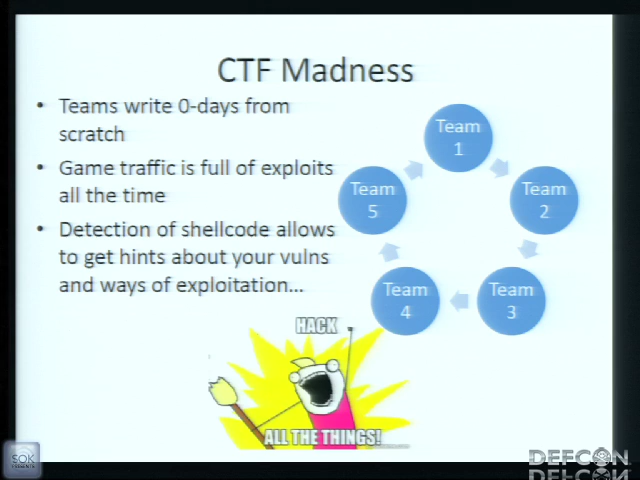 CTF Madness
• Teams write 0-days from
scratch
• Game traffic is full of exploits
all the time
• Detection of shellcode allows
to get hints about your vulns
and ways of exploitation...
Team
1
Team
2
Team
3
Team
4
Team
5
HACK
ALL THE THINGS!
SOK
DEFCON
DEFCON